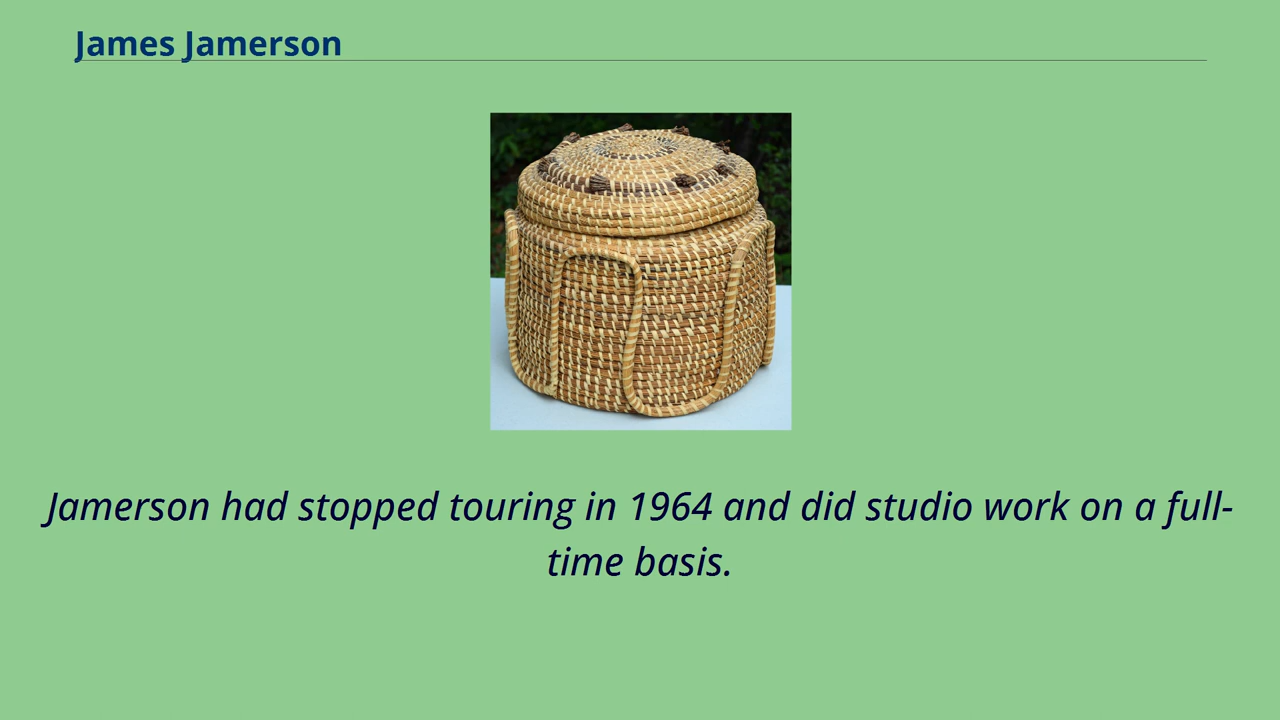 James Jamerson
Jamerson had stopped touring in 1964 and did studio work on a full-
time basis.